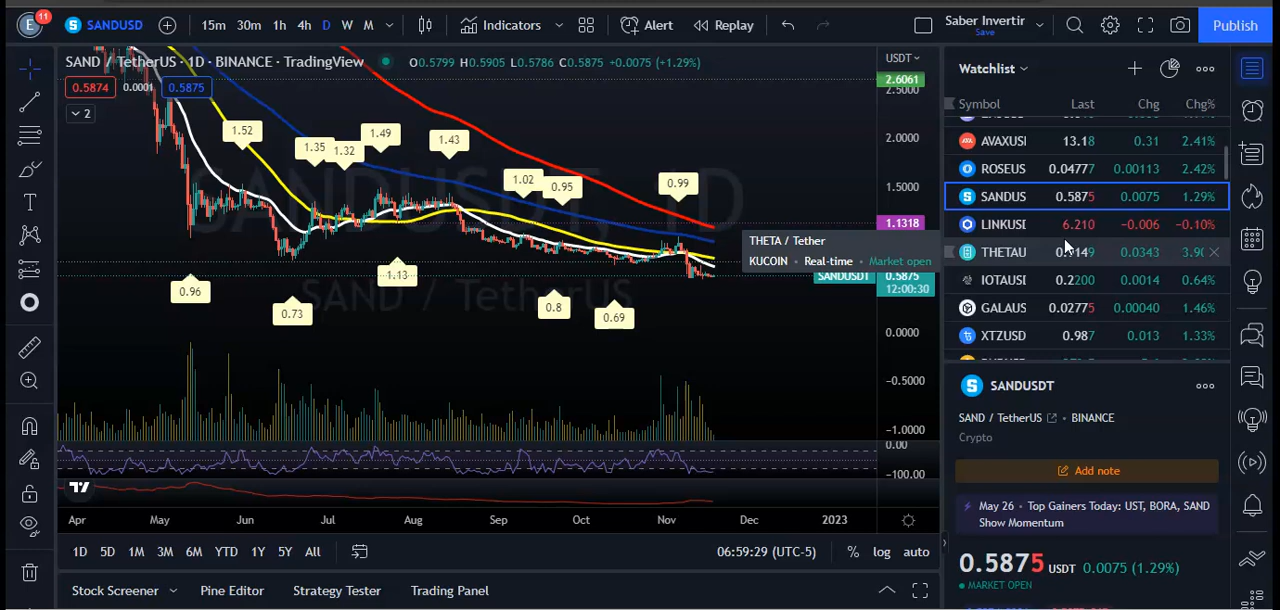 E 11 SANDUSD 15m 30m 1h 4h D W M Indicators Alert Replay Saber Invertir Save Publish
SAND / TetherUS · 1D · BINANCE · TradingView O0.5799 H0.5905 L0.5786 C0.5875 +0.0075 (+1.29%)
0.5874 0.0001 0.5875
2
USDT
2.6061
2.5000
2.0000
1.5000
1.1318
SANDUSDT 0.5875
12:00:30
0.0000
-0.5000
-1.0000
0.00
-100.00
SANDUSDT, 1D
SAND / TetherUS
1.52
1.35
1.32
1.49
1.43
1.02
0.95
0.99
0.96
0.73
1.13
0.8
0.69
THETA / Tether
KUCOIN • Real-time • Market open
Apr May Jun Jul Aug Sep Oct Nov Dec 2023
1D 5D 1M 3M 6M YTD 1Y 5Y All 06:59:29 (UTC-5) % log auto
Stock Screener Pine Editor Strategy Tester Trading Panel
Watchlist
Symbol Last Chg Chg%
AVAXUSI 13.18 0.31 2.41%
ROSEUS 0.04777 0.00113 2.42%
SANDUS 0.5875 0.0075 1.29%
LINKUSI 6.210 -0.006 -0.10%
THETAU 0.0343
IOTAUSI 0.2200 0.0014 0.64%
GALAUS 0.02775 0.00040 1.46%
XTZUSD 0.987 0.013 1.33%
SANDUSDT
SAND / TetherUS • BINANCE
Crypto
Add note
May 26 • Top Gainers Today: UST, BORA, SAND
Show Momentum
0.5875 USDT 0.0075 (1.29%)
MARKET OPEN